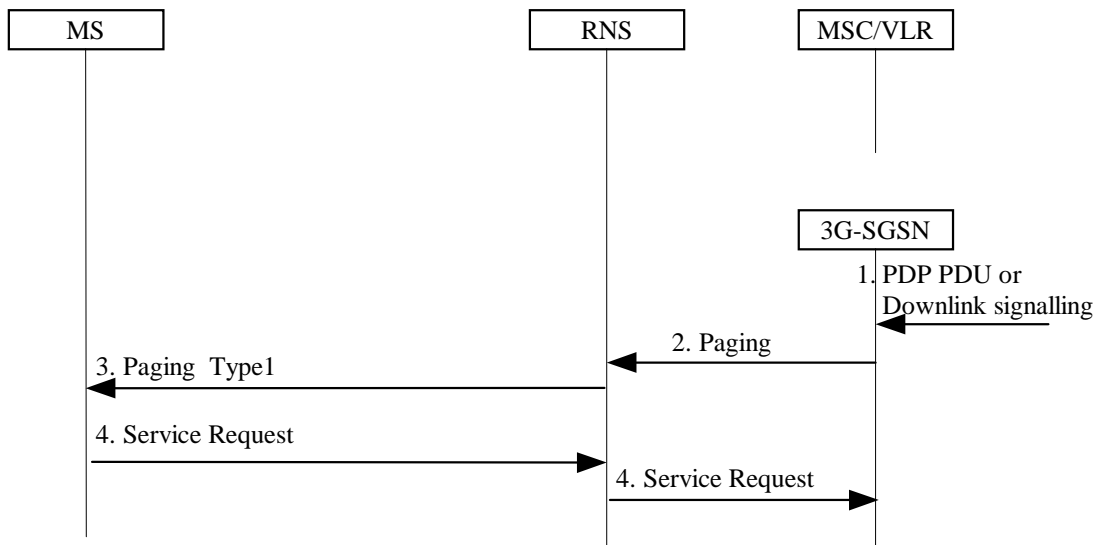 MS
RNS
MSC/VLR
3G-SGSN
1. PDP PDU or
Downlink signalling
2. Paging
3. Paging Type1
4. Service Request
4. Service Request